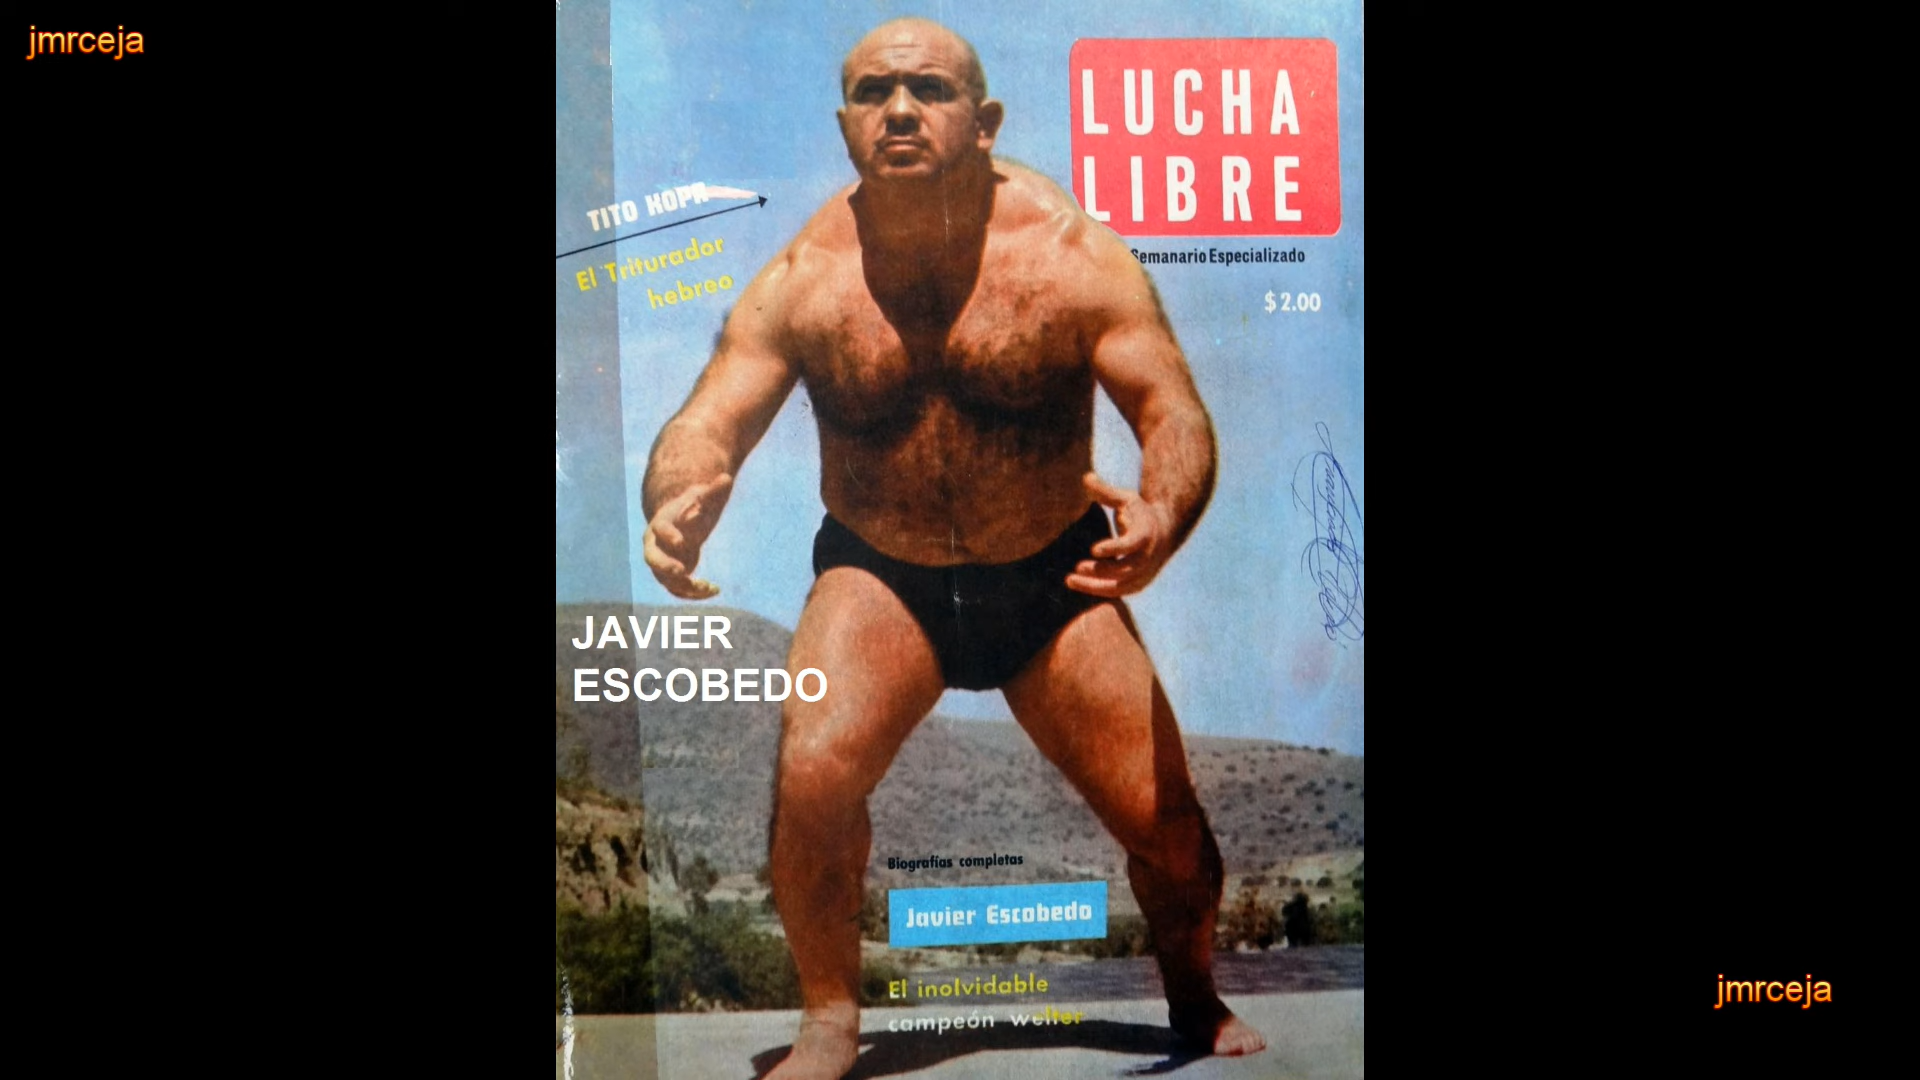 jmrceja
LUCHA
LIBRE
Semanario Especializado
$2.00
TITO KOPA
El Triturador
hebreo
JAVIER
ESCOBEDO
Biografías completas
Javier Escobedo
El inolvidable
campeón welter
jmrceja